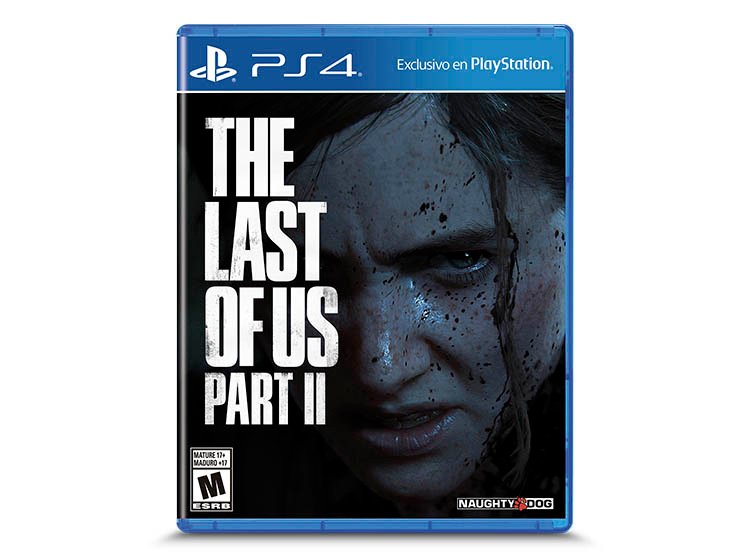 PS4
Exclusivo en PlayStation.
THE
LAST
OF US
PART II
MATURE 17+
MADURO +17
M
ESRB
NAUGHTY DOG